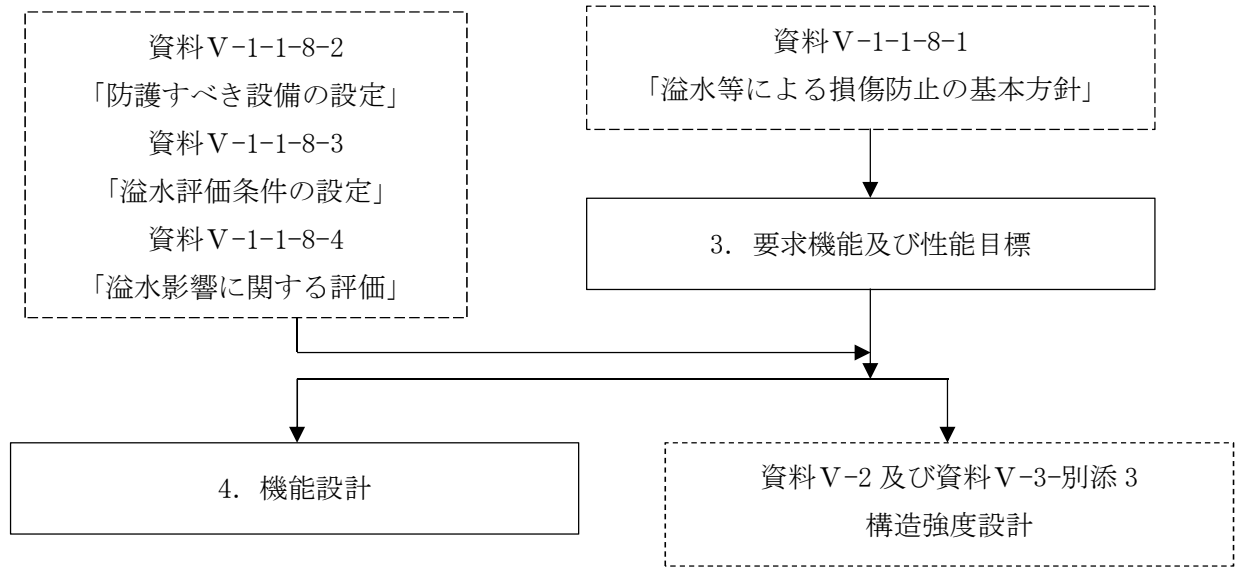 資料Ⅴ-1-1-8-2
「防護すべき設備の設定」
資料Ⅴ-1-1-8-3
「溢水評価条件の設定」
資料Ⅴ-1-1-8-4
「溢水影響に関する評価」
資料Ⅴ-1-1-8-1
「溢水等による損傷防止の基本方針」
3. 要求機能及び性能目標
4. 機能設計
資料Ⅴ-2 及び資料Ⅴ-3-別添 3
構造強度設計